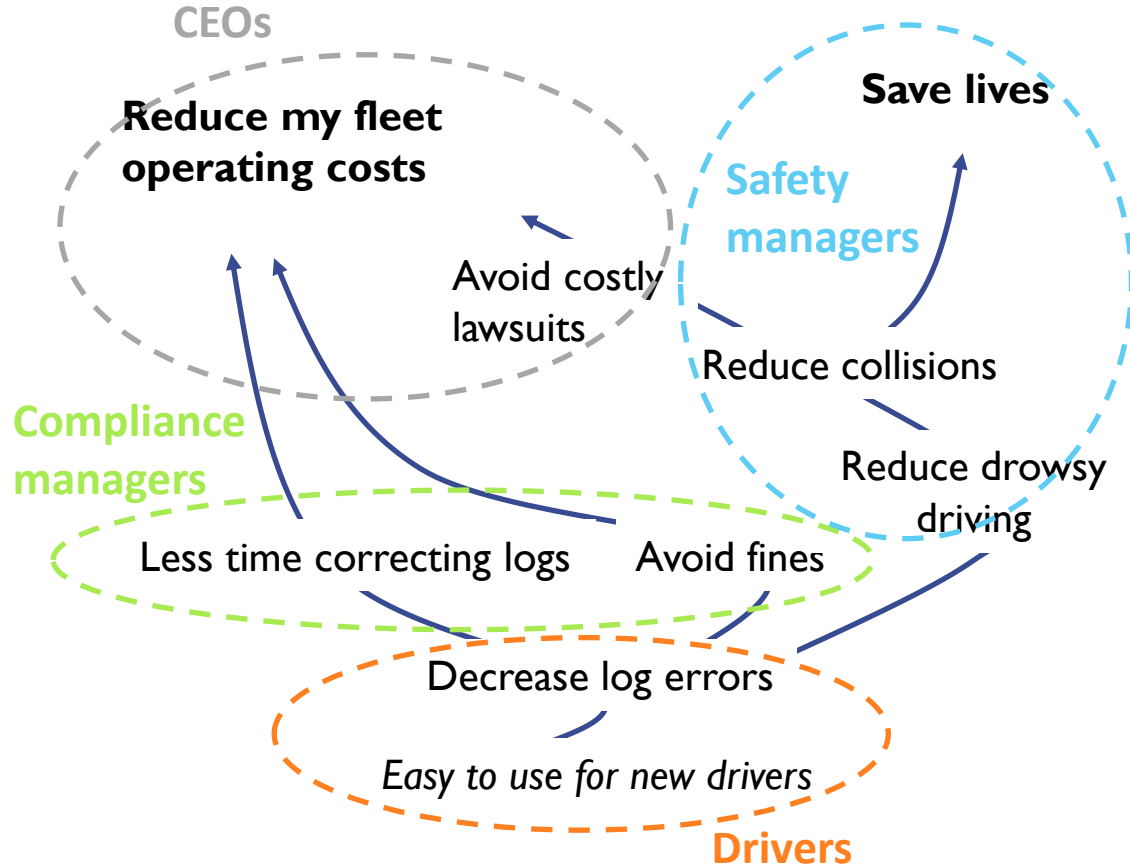 CEOs
Reduce my fleet
operating costs
Save lives
Safety
managers
Avoid costly
lawsuits
Reduce collisions
Compliance
managers
Reduce drowsy
driving
Less time correcting logs
Avoid fines
Decrease log errors
Easy to use for new drivers
Drivers